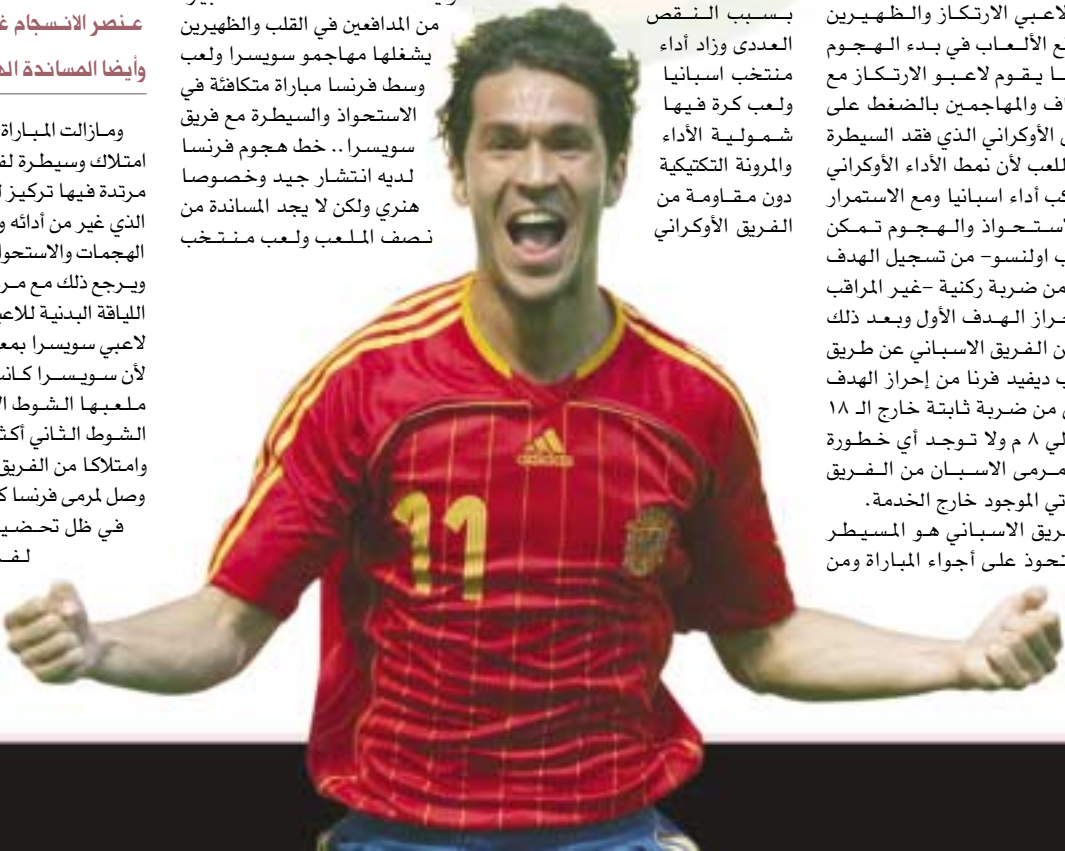 لاعبي الارتكاز والظهيرين
ع الألعاب في بدء الهجوم
ـا يقوم لاعبو الارتكاز مع
اف والمهاجمين بالضغط على
الأوكراني الذي فقد السيطرة
للعب لأن نمط الأداء الأوكراني
كب أداء اسبانيا ومع الاستمرار
لاستحواذ والهجوم تمكن
ب اولنسو- من تسجيل الهدف
من ضربة ركنية -غير المراقب
حراز الهدف الأول وبعد ذلك
ن الفريق الاسباني عن طريق
ب ديفيد فرنا من إحراز الهدف
من ضربة ثابتة خارج الـ ١٨
لي ٨ م ولا توجد أي خطورة
مرمى الاسبان من الفريق
تي الموجود خارج الخدمة.
ريق الاسباني هو المسيطر
تحوذ على أجواء المباراة ومن
بسبب النقص
العددى وزاد أداء
منتخب اسبانيا
ولعب كرة فيها
شمولية الأداء
والمرونة التكتيكية
دون مقاومة من
الفريق الأوكراني
من المدافعين في القلب والظهيرين
يشغلها مهاجمو سويسرا ولعب
وسط فرنسا مباراة متكافئة في
الاستحواذ والسيطرة مع فريق
سويسرا.. خط هجوم فرنسا
لديه انتشار جيد وخصوصا
هنري ولكن لا يجد المساندة من
نصف الملعب ولعب منتخب
عنصر الانسجام غ
وأيضا المساندة اله
ومازالت المباراة
امتلاك وسيطرة لف
مرتدة فيها تركيز ا
الذي غير من أدائه و
الهجمات والاستحوا
ويرجع ذلك مع مر
اللياقة البدنية للاعب
لاعبي سويسرا بمع
لأن سويسرا كانت
ملعبها الشوط ال
الشوط الثاني أكث
وامتلاكا من الفريق
وصل لمرمى فرنسا ك
في ظل تحضي
لف
adidas
11